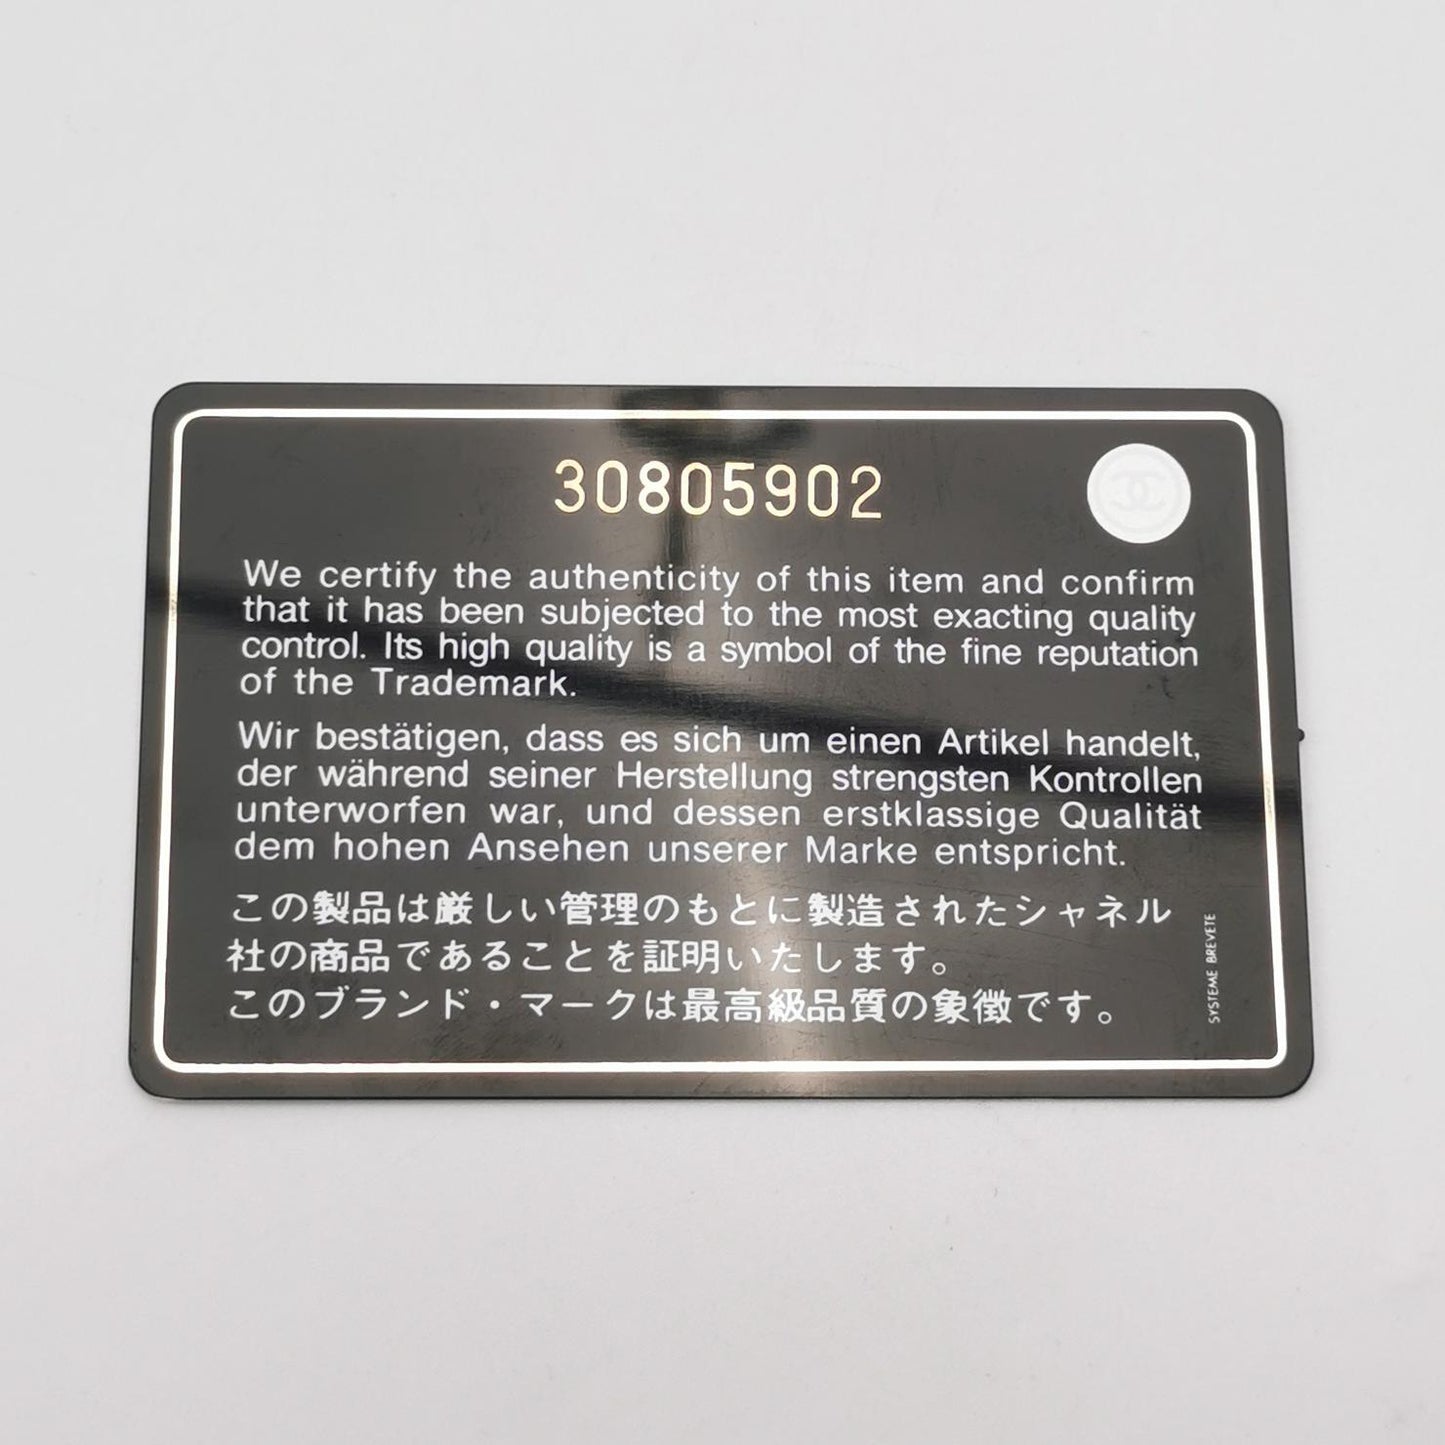 30805902
We certify the authenticity of this item and confirm
that it has been subjected to the most exacting quality
control. Its high quality is a symbol of the fine reputation
of the Trademark.
Wir bestätigen, dass es sich um einen Artikel handelt,
der während seiner Herstellung strengsten Kontrollen
unterworfen war, und dessen erstklassige Qualität
dem hohen Ansehen unserer Marke entspricht.
この製品は厳しい管理のもとに製造されたシャネル
社の商品であることを証明いたします。
このブランド・マークは最高級品質の象徴です。
SYSTEME BREVETE